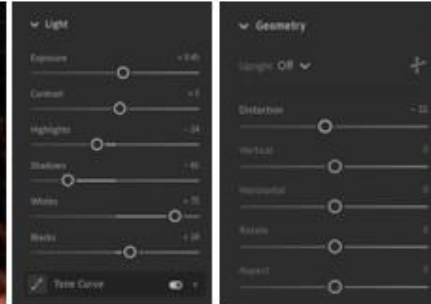 Light
Exposure
Contrast
Highlights
Shadows
Whites
Blacks
Tone Curve
Geometry
Upright Off
Distortion
Vertical
Horizontal
Rotate
Aspect